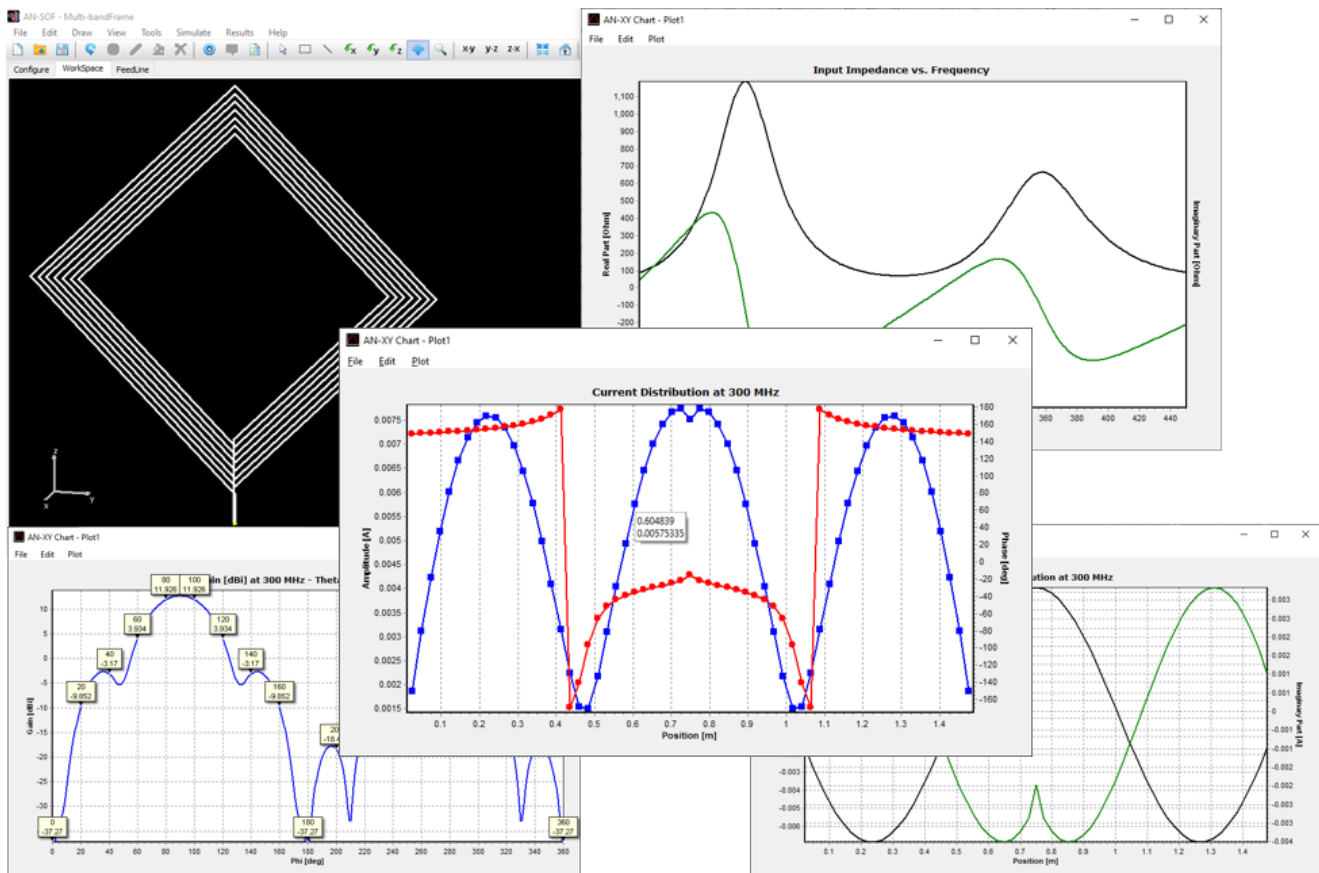 AN-SOF - Multi-bandFrame
File Edit Draw View Tools Simulate Results Help
x y z x-y y-z z-x
Configure WorkSpace FeedLine
z
x
y
AN-XY Chart - Plot1
File Edit Plot
Input Impedance vs. Frequency
1,100
1,000
900
800
700
600
500
400
300
200
100
0
-100
-200
Real Part [Ohm]
Imaginary Part [Ohm]
360 380 400 420 440
AN-XY Chart - Plot1
File Edit Plot
Current Distribution at 300 MHz
0.0075
0.007
0.0065
0.006
0.0055
0.005
0.0045
0.004
0.0035
0.003
0.0025
0.002
0.0015
Amplitude [A]
0.604839
0.00575335
180
160
140
120
100
80
60
40
20
0
-20
-40
-60
-80
-100
-120
-140
-160
Phase [deg]
0.1 0.2 0.3 0.4 0.5 0.6 0.7 0.8 0.9 1 1.1 1.2 1.3 1.4
Position [m]
AN-XY Chart - Plot1
File Edit Plot
[dBi] at 300 MHz - Theta
10
5
0
-5
-10
-15
-20
-25
-30
Gain [dBi]
80 100
11.926 11.926
60 120
3.934 3.934
40 140
-3.17 -3.17
20 160
-9.852 -9.852
0 180 360
-37.27 -37.27 -37.27
0 20 40 60 80 100 120 140 160 180 200 220 240 260 280 300 320 340 360
Phi [deg]
at 300 MHz
0.003
0.002
0.002
0.001
0.001
0
-0.001
-0.001
-0.002
-0.002
-0.003
-0.003
-0.004
Imaginary Part [A]
-0.003
-0.004
-0.005
-0.006
0.1 0.2 0.3 0.4 0.5 0.6 0.7 0.8 0.9 1 1.1 1.2 1.3 1.4
Position [m]